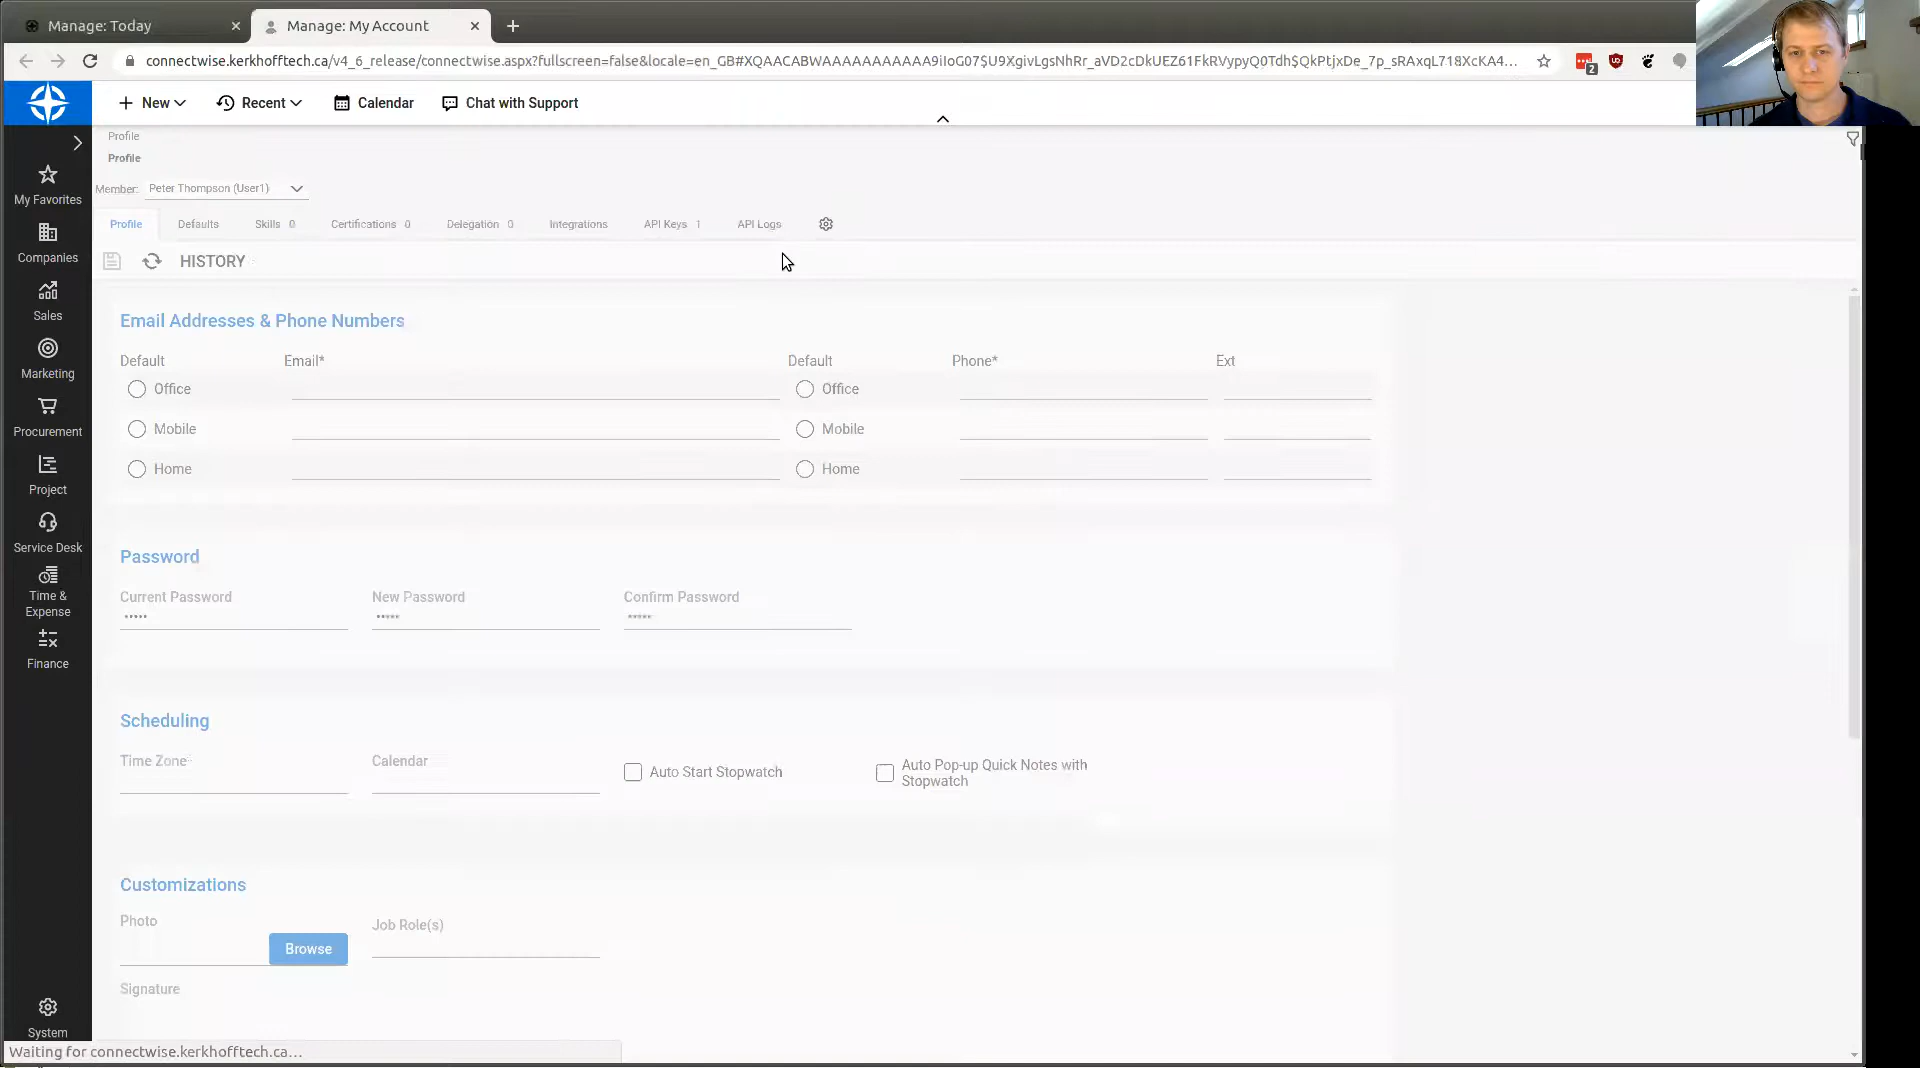 Manage: Today
Manage: My Account
connectwise.kerkhofftech.ca/v4_6_release/connectwise.aspx?fullscreen=false&locale=en_GB#XQAACABWAAAAAAAAAAA9iIoG07$U9XgivLgsNhRr_aVD2cDkUEZ61FkRVypyQ0Tdh$QkPtjxDe_7p_sRAxqL718XcKA4...
2
New
Recent
Calendar
Chat with Support
Profile
Profile
My Favorites
Member:
Peter Thompson (User1)
Profile
Defaults
Skills 0
Certifications 0
Delegation 0
Integrations
API Keys 1
API Logs
Companies
HISTORY
Sales
Email Addresses & Phone Numbers
Default
Email*
Default
Phone*
Ext
Marketing
Office
Office
Mobile
Mobile
Procurement
Home
Home
Project
Service Desk
Password
Time &
Expense
Current Password
New Password
Confirm Password
•••••
•••••
•••••
Finance
Scheduling
Time Zone
Calendar
Auto Start Stopwatch
Auto Pop-up Quick Notes with
Stopwatch
Customizations
Photo
Job Role(s)
Browse
Signature
System
Waiting for connectwise.kerkhofftech.ca...